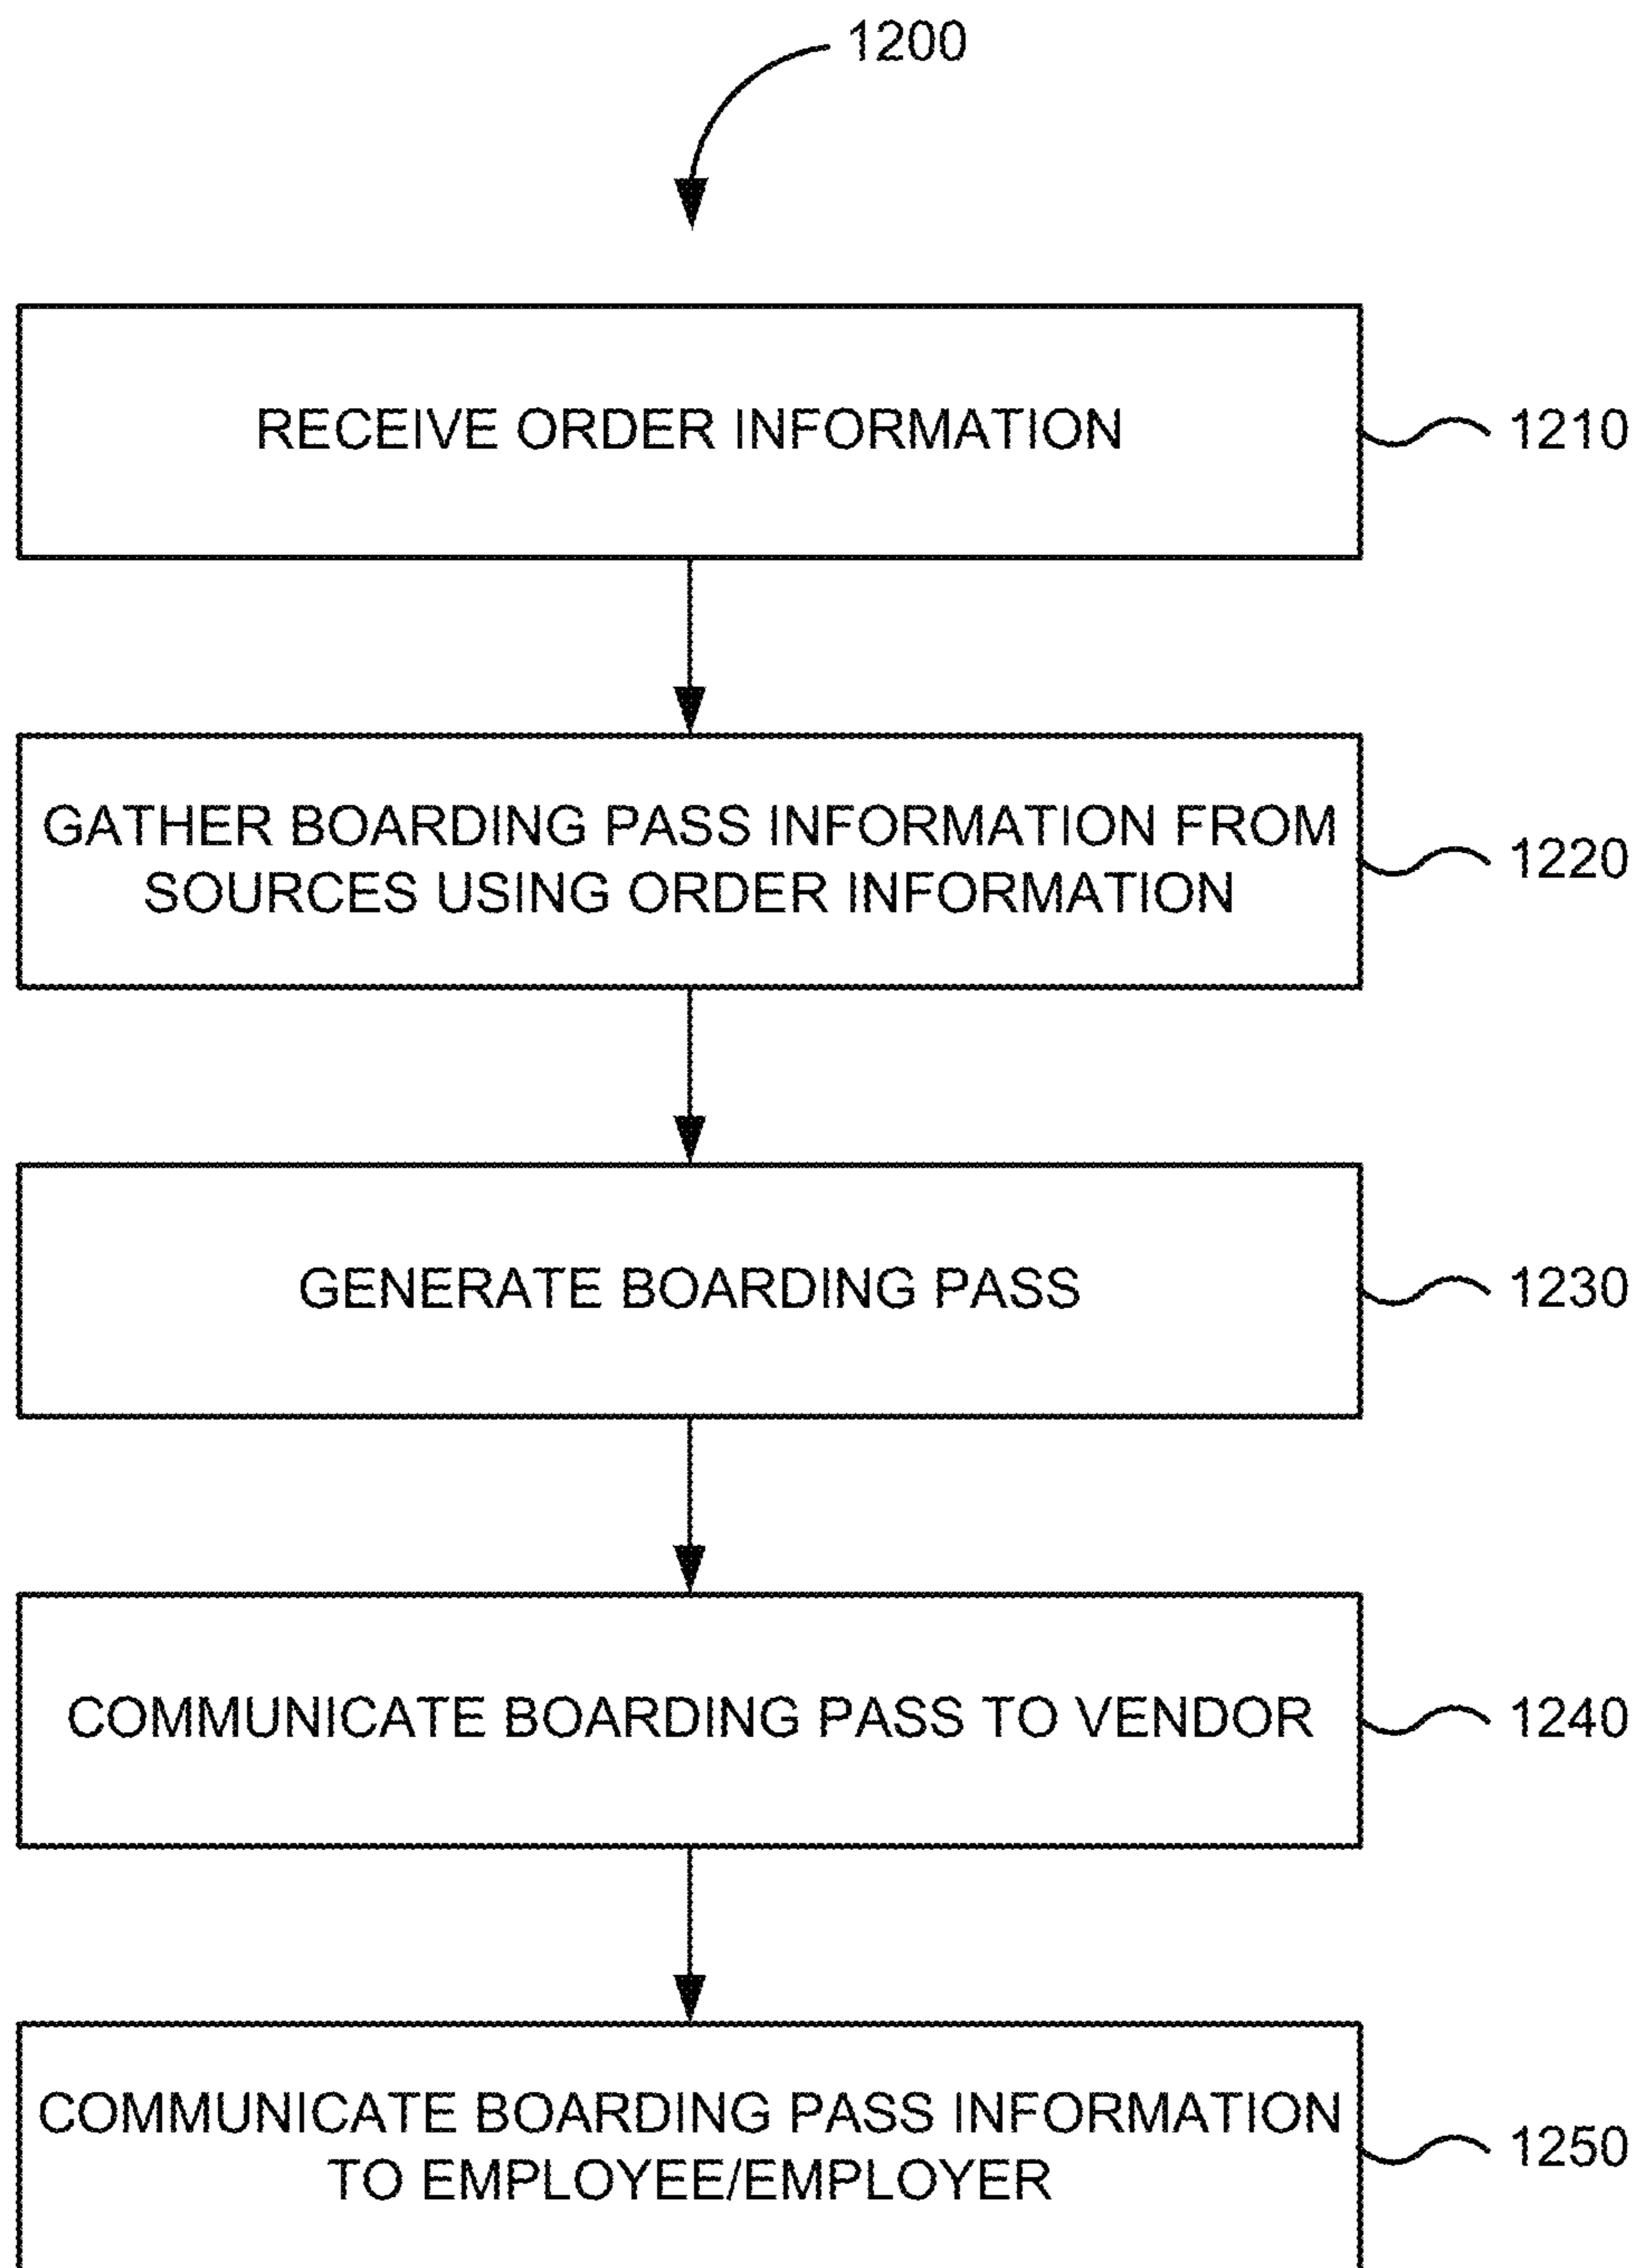 1200
RECEIVE ORDER INFORMATION
1210
GATHER BOARDING PASS INFORMATION FROM
SOURCES USING ORDER INFORMATION
1220
GENERATE BOARDING PASS
1230
COMMUNICATE BOARDING PASS TO VENDOR
1240
COMMUNICATE BOARDING PASS INFORMATION
TO EMPLOYEE/EMPLOYER
1250